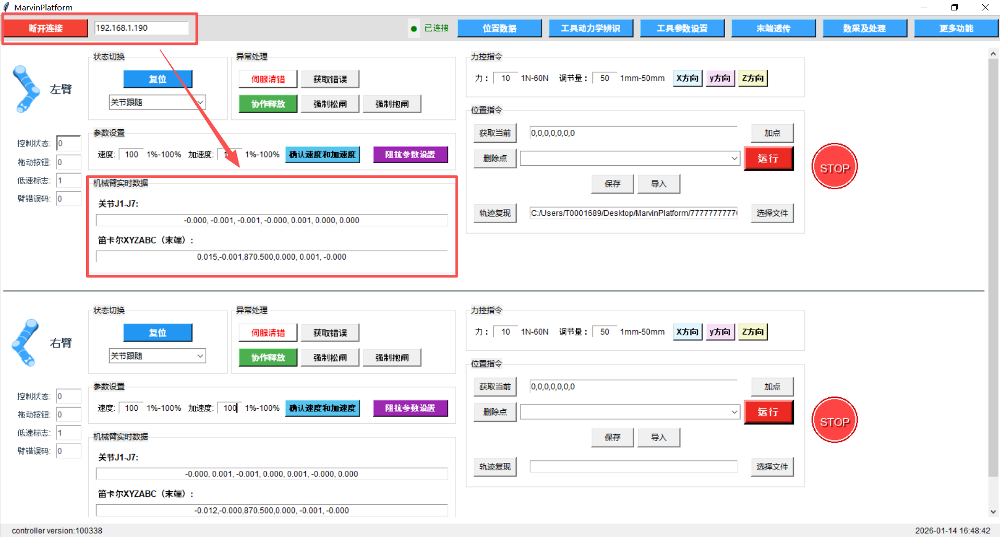 MarvinPlatform
断开连接 192.168.1.190 已连接 位置数据 工具动力学辨识 工具参数设置 末端透传 数采及处理 更多功能
左臂
状态切换
复位
关节跟随
异常处理
伺服清错 获取错误
协作释放 强制松闸 强制抱闸
控制状态: 0
拖动按钮: 0
低速标志: 1
臂错误码: 0
参数设置
速度: 100 1%-100% 加速度: 1%-100% 确认速度和加速度 阻抗参数设置
机械臂实时数据
关节J1-J7:
-0.000, -0.001, -0.001, -0.000, 0.001, 0.000, 0.000
笛卡尔XYZABC（末端）:
0.015,-0.001,870.500,0.000, 0.001, -0.000
力控指令
力: 10 1N-60N 调节量: 50 1mm-50mm X方向 y方向 Z方向
位置指令
获取当前 0,0,0,0,0,0,0 加点
删除点 运行
保存 导入
轨迹复现 C:/Users/T0001689/Desktop/MarvinPlatform/7777777777 选择文件
STOP
右臂
状态切换
复位
关节跟随
异常处理
伺服清错 获取错误
协作释放 强制松闸 强制抱闸
控制状态: 0
拖动按钮: 0
低速标志: 1
臂错误码: 0
参数设置
速度: 100 1%-100% 加速度: 100 1%-100% 确认速度和加速度 阻抗参数设置
机械臂实时数据
关节J1-J7:
-0.000, 0.001, -0.001, 0.000, 0.001, -0.000, 0.000
笛卡尔XYZABC（末端）:
-0.012,-0.000,870.500,0.000, -0.001, -0.000
力控指令
力: 10 1N-60N 调节量: 50 1mm-50mm X方向 y方向 Z方向
位置指令
获取当前 0,0,0,0,0,0,0 加点
删除点 运行
保存 导入
轨迹复现 选择文件
STOP
controller version:100338 2026-01-14 16:48:42